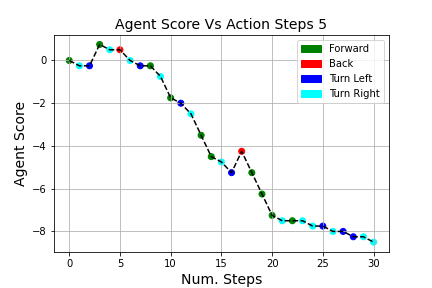 Agent Score Vs Action Steps 5
Forward
Back
Turn Left
Turn Right
Agent Score
0
−2
−4
−6
−8
0 5 10 15 20 25 30
Num. Steps